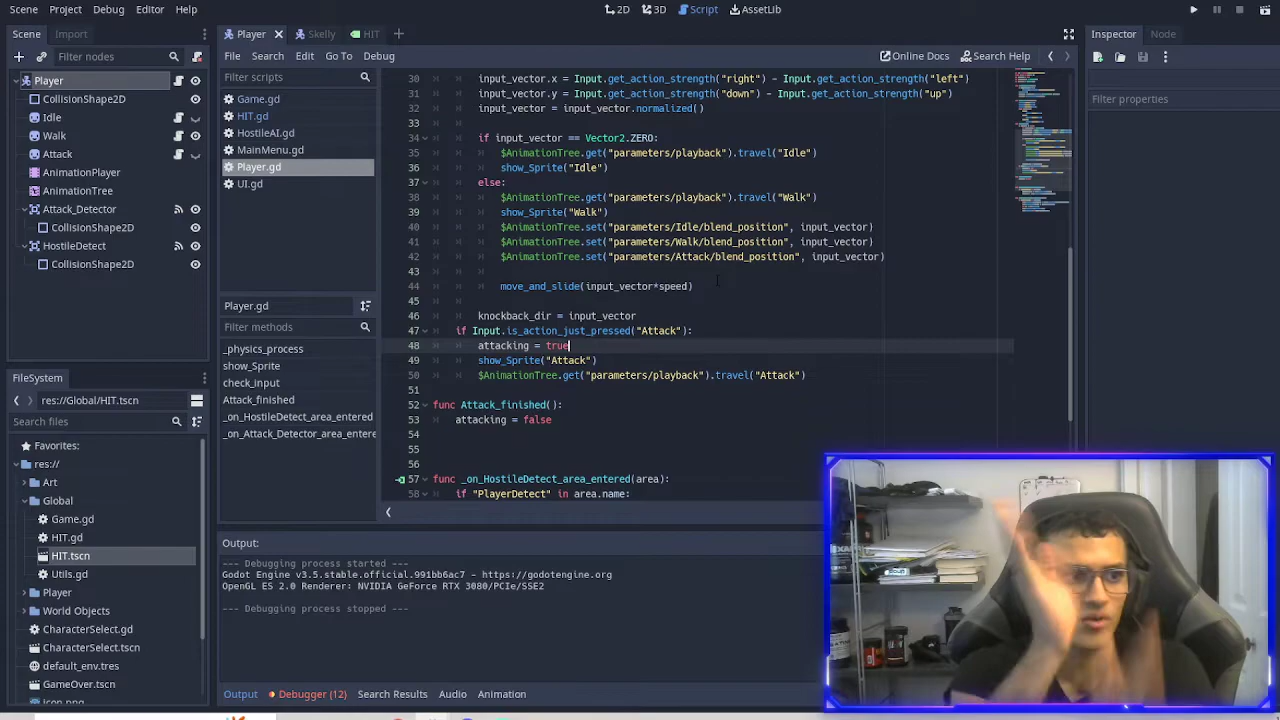 Scene Project Debug Editor Help
2D 3D Script AssetLib
Scene Import
Filter nodes
Player
CollisionShape2D
Idle
Walk
Attack
AnimationPlayer
AnimationTree
Attack_Detector
CollisionShape2D
HostileDetect
CollisionShape2D
FileSystem
res://Global/HIT.tscn
Search files
Favorites:
res://
Art
Global
Game.gd
HIT.gd
HIT.tscn
Utils.gd
Player
World Objects
CharacterSelect.gd
CharacterSelect.tscn
default_env.tres
GameOver.tscn
icon.png
Player Skelly HIT
File Search Edit Go To Debug
Online Docs Search Help
Filter scripts
Game.gd
HIT.gd
HostileAI.gd
MainMenu.gd
Player.gd
UI.gd
Player.gd
Filter methods
_physics_process
show_Sprite
check_input
Attack_finished
_on_HostileDetect_area_entered
_on_Attack_Detector_area_entere
30 input_vector.x = Input.get_action_strength("right") - Input.get_action_strength("left")
31 input_vector.y = Input.get_action_strength("down") - Input.get_action_strength("up")
32 input_vector = input_vector.normalized()
33
34 if input_vector == Vector2.ZERO:
35 $AnimationTree.get("parameters/playback").travel("Idle")
36 show_Sprite("Idle")
37 else:
38 $AnimationTree.get("parameters/playback").travel("Walk")
39 show_Sprite("Walk")
40 $AnimationTree.set("parameters/Idle/blend_position", input_vector)
41 $AnimationTree.set("parameters/Walk/blend_position", input_vector)
42 $AnimationTree.set("parameters/Attack/blend_position", input_vector)
43
44 move_and_slide(input_vector*speed)
45
46 knockback_dir = input_vector
47 if Input.is_action_just_pressed("Attack"):
48 attacking = true
49 show_Sprite("Attack")
50 $AnimationTree.get("parameters/playback").travel("Attack")
51
52 func Attack_finished():
53 attacking = false
54
55
56
57 func _on_HostileDetect_area_entered(area):
58 if "PlayerDetect" in area.name:
Output:
--- Debugging process started ---
Godot Engine v3.5.stable.official.991bb6ac7 - https://godotengine.org
OpenGL ES 2.0 Renderer: NVIDIA GeForce RTX 3080/PCIe/SSE2
--- Debugging process stopped ---
Output Debugger (12) Search Results Audio Animation
Inspector Node
Filter properties